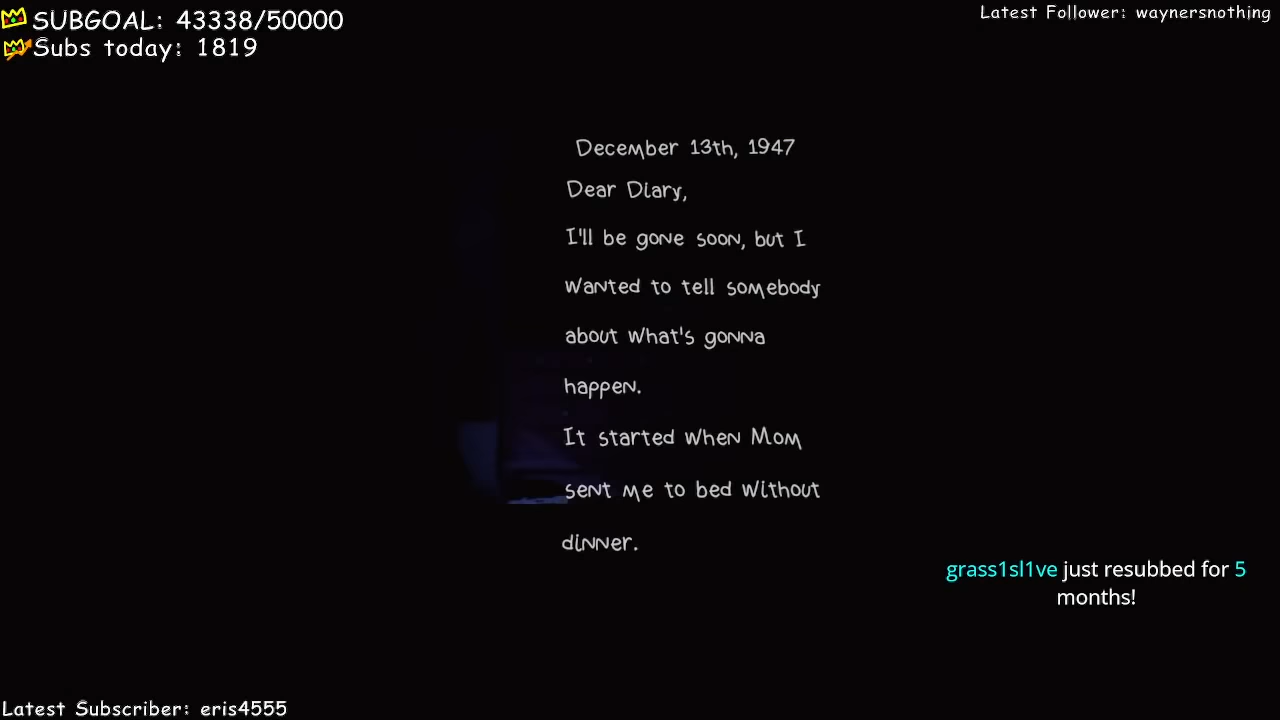 SUBGOAL: 43338/50000
Subs today: 1819
Latest Follower: waynersnothing
December 13th, 1947
Dear Diary,
I'll be gone soon, but I
wanted to tell somebody
about what's gonna
happen.
It started when Mom
sent me to bed without
dinner.
grass1sl1ve just resubbed for 5
months!
Latest Subscriber: eris4555